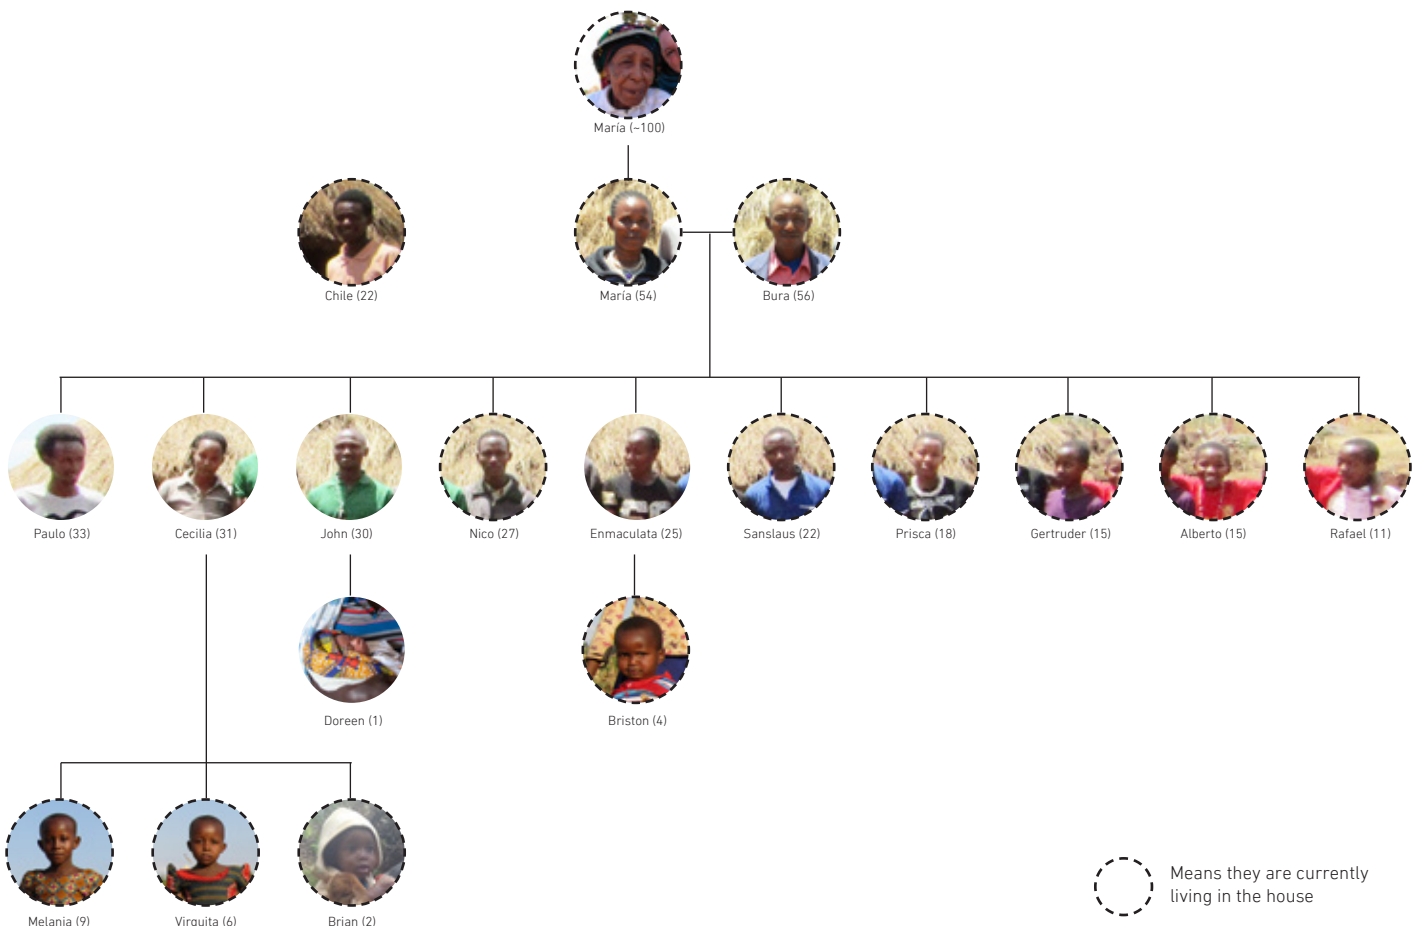 María (~100)
Chile (22)
María (54)
Bura (56)
Paulo (33)
Cecilia (31)
John (30)
Nico (27)
Enmaculata (25)
Sanslaus (22)
Prisca (18)
Gertruder (15)
Alberto (15)
Rafael (11)
Doreen (1)
Briston (4)
Melania (9)
Virguita (6)
Brian (2)
Means they are currently
living in the house